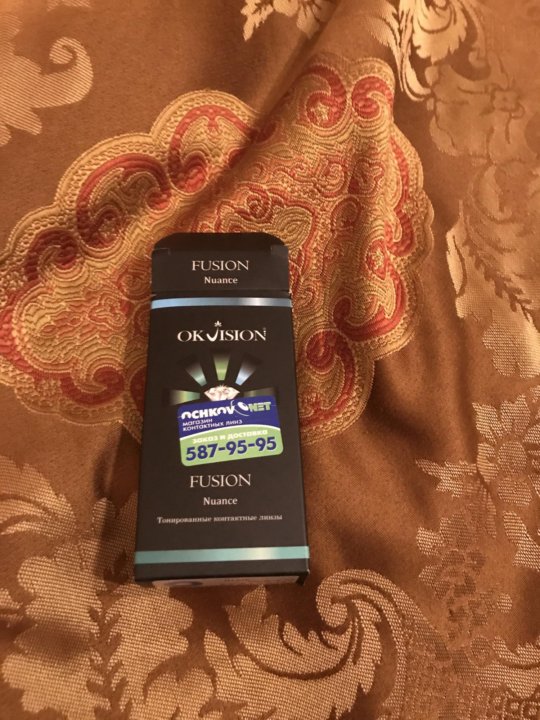 FUSION
Nuance
OKVISION
OCHKOV NET
магазин
контактных линз
заказ и доставка
587-95-95
FUSION
Nuance
Тонированные контактные линзы